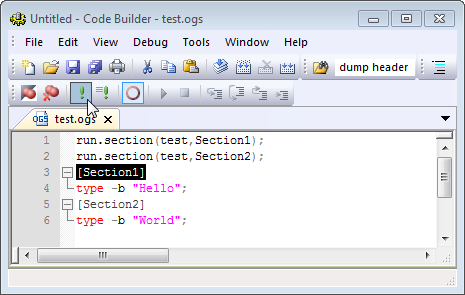 Untitled - Code Builder - test.ogs
File Edit View Debug Tools Window Help
dump header
OGS test.ogs
1 run.section(test,Section1);
2 run.section(test,Section2);
3 [Section1]
4 type -b "Hello";
5 [Section2]
6 type -b "World";